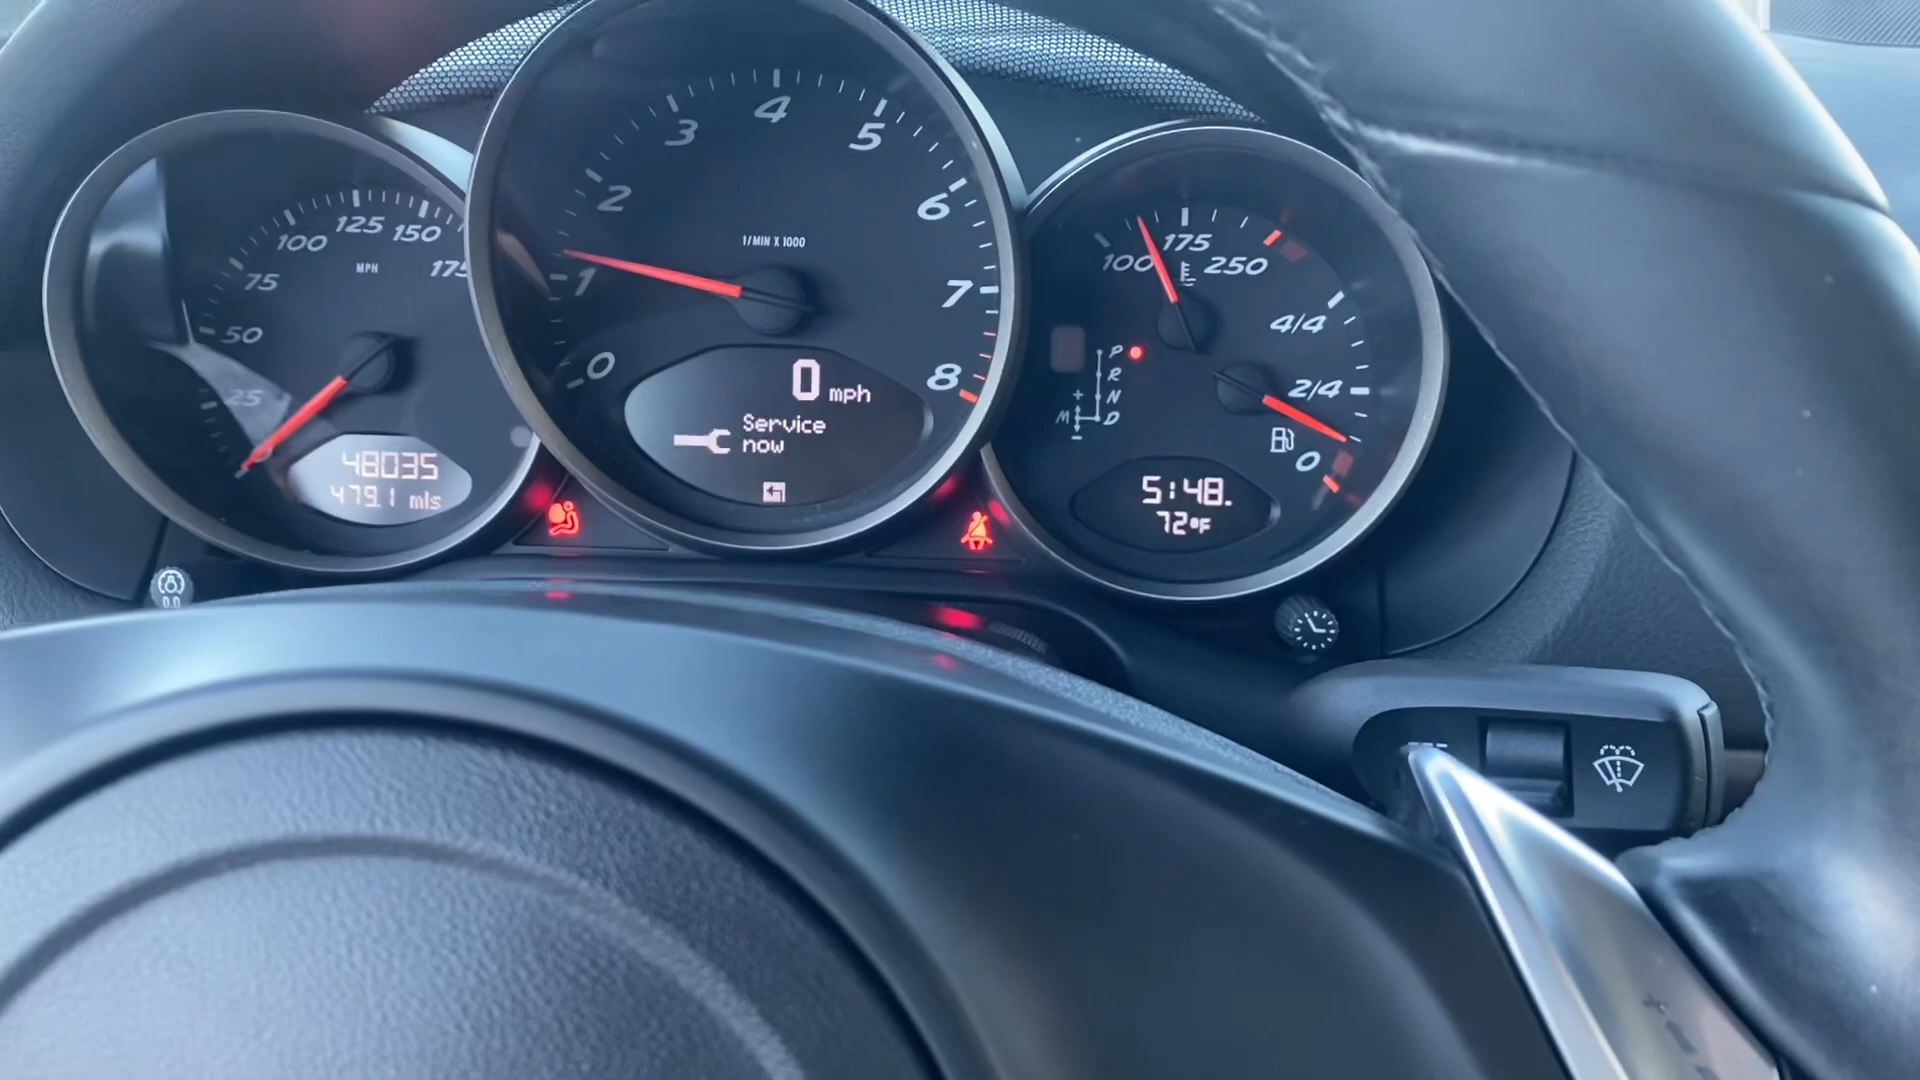 25
50
75
100
125
150
175
MPH
48035
479.1 mls
0
1
2
3
4
5
6
7
8
1/MIN X 1000
0 mph
Service
now
100
175
250
4/4
2/4
0
P
R
N
D
M
+
-
5:48.
72°F